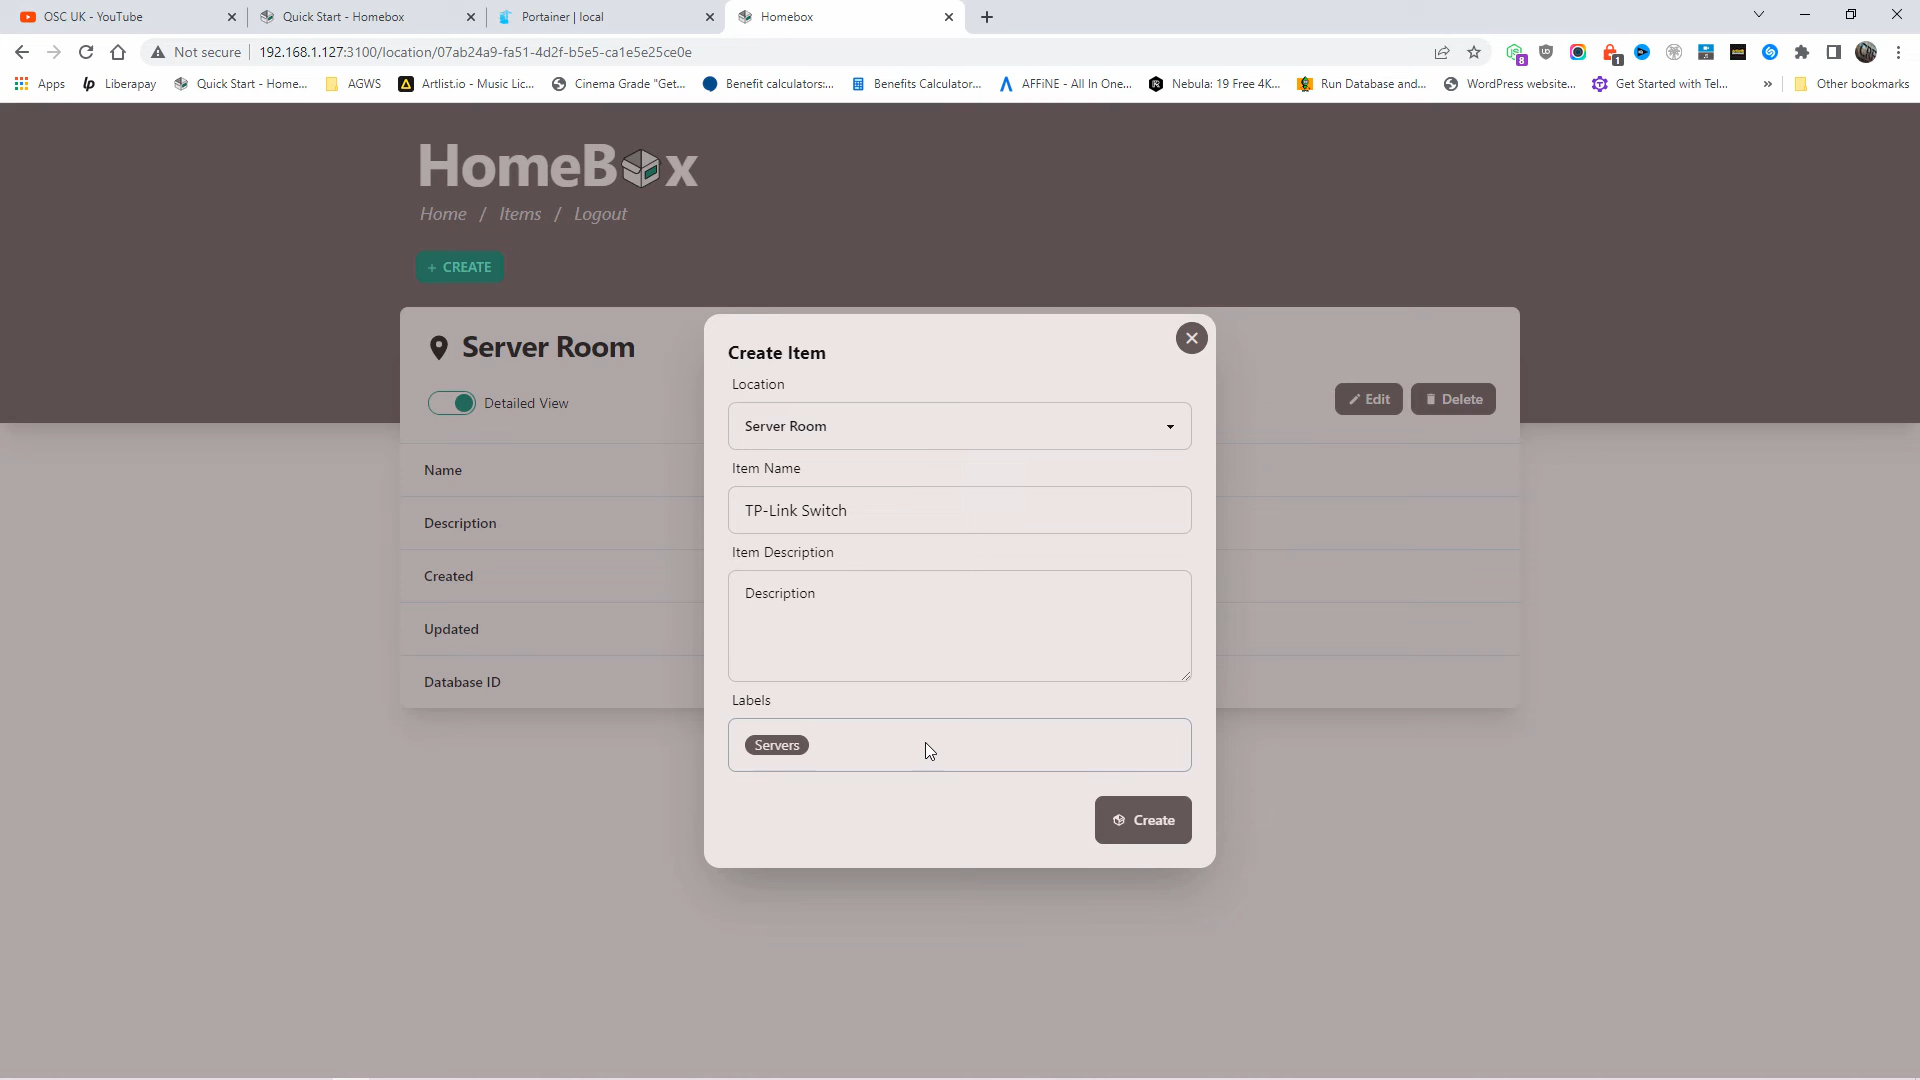 OSC UK - YouTube
Quick Start - Homebox
Portainer | local
Homebox
Not secure
192.168.1.127:3100/location/07ab24a9-fa51-4d2f-b5e5-ca1e5e25ce0e
8
1
Apps
Liberapay
Quick Start - Home...
AGWS
Artlist.io - Music Lic...
Cinema Grade "Get...
Benefit calculators:...
Benefits Calculator...
AFFiNE - All In One...
Nebula: 19 Free 4K...
Run Database and...
WordPress website...
Get Started with Tel...
»
Other bookmarks
HomeBox
Home / Items / Logout
+ CREATE
Server Room
Detailed View
Edit
Delete
Name
Description
Created
Updated
Database ID
Create Item
Location
Server Room
Item Name
TP-Link Switch
Item Description
Description
Labels
Servers
Create